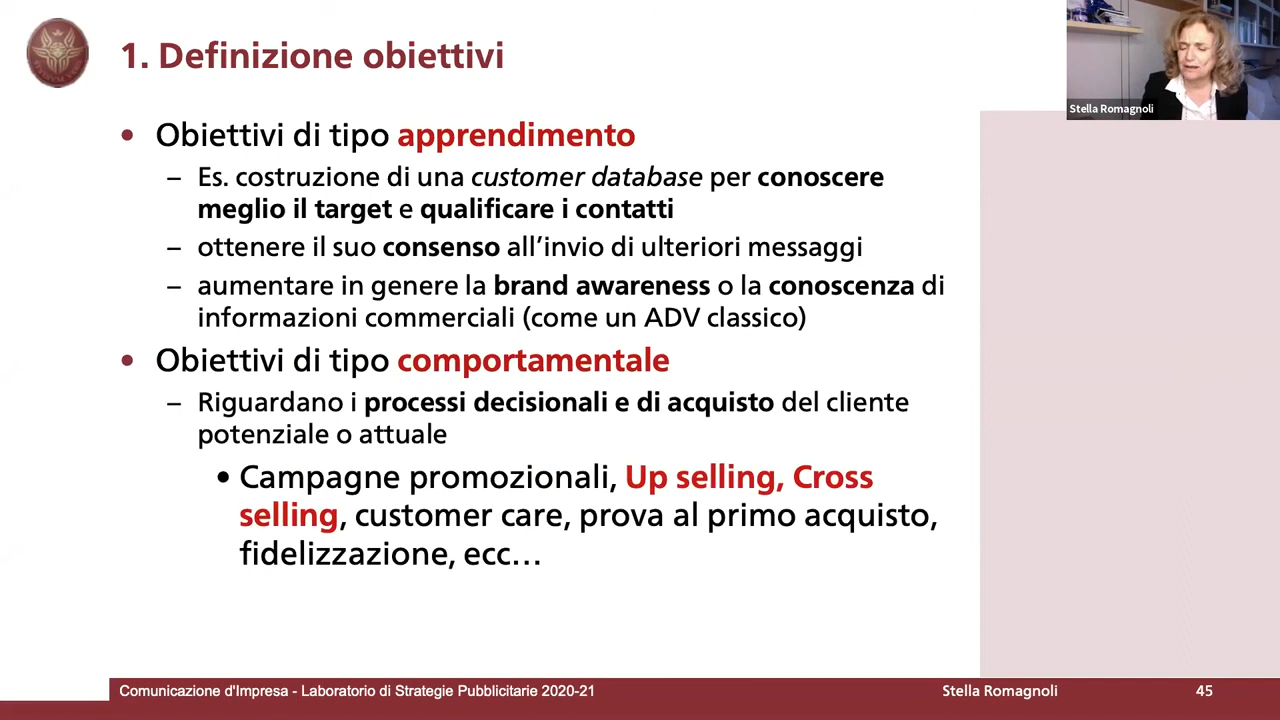 1. Definizione obiettivi
Stella Romagnoli
• Obiettivi di tipo apprendimento
– Es. costruzione di una customer database per conoscere
meglio il target e qualificare i contatti
– ottenere il suo consenso all’invio di ulteriori messaggi
– aumentare in genere la brand awareness o la conoscenza di
informazioni commerciali (come un ADV classico)
• Obiettivi di tipo comportamentale
– Riguardano i processi decisionali e di acquisto del cliente
potenziale o attuale
• Campagne promozionali, Up selling, Cross
selling, customer care, prova al primo acquisto,
fidelizzazione, ecc…
Comunicazione d'Impresa - Laboratorio di Strategie Pubblicitarie 2020-21
Stella Romagnoli
45